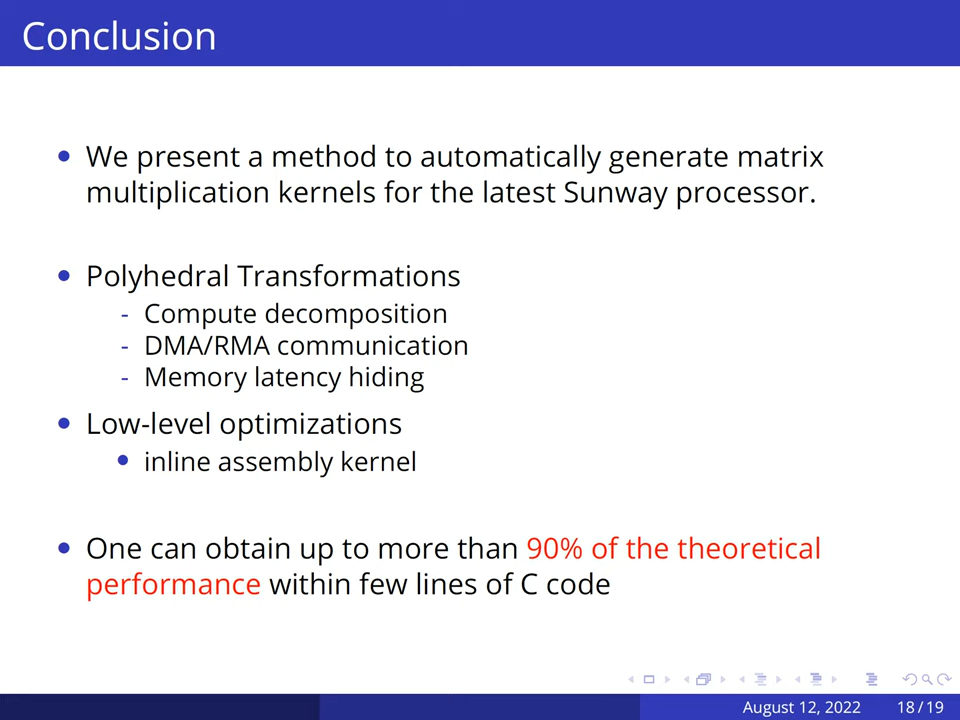 Conclusion
• We present a method to automatically generate matrix
multiplication kernels for the latest Sunway processor.
• Polyhedral Transformations
- Compute decomposition
- DMA/RMA communication
- Memory latency hiding
• Low-level optimizations
• inline assembly kernel
• One can obtain up to more than 90% of the theoretical
performance within few lines of C code
August 12, 2022 18 / 19